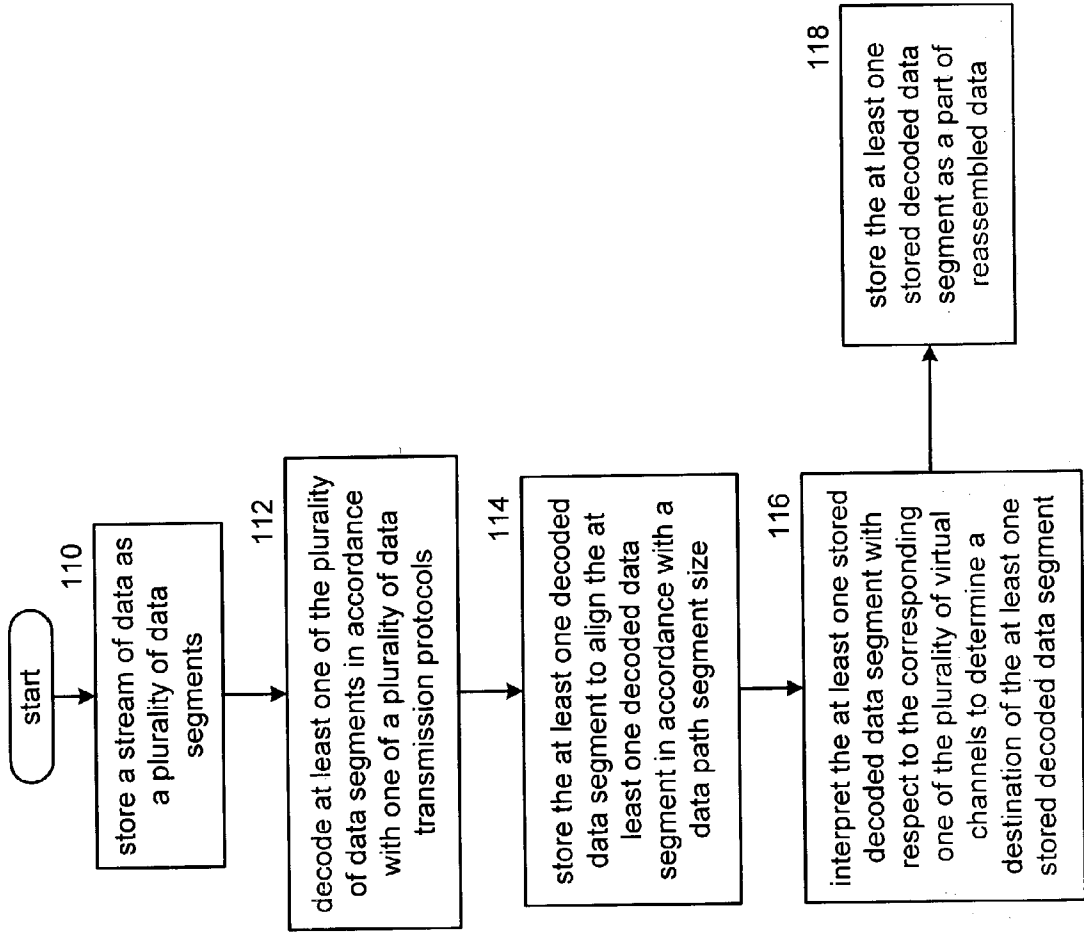 start
110
store a stream of data as
a plurality of data
segments
112
decode at least one of the plurality
of data segments in accordance
with one of a plurality of data
transmission protocols
114
store the at least one decoded
data segment to align the at
least one decoded data
segment in accordance with a
data path segment size
116
interpret the at least one stored
decoded data segment with
respect to the corresponding
one of the plurality of virtual
channels to determine a
destination of the at least one
stored decoded data segment
118
store the at least one
stored decoded data
segment as a part of
reassembled data